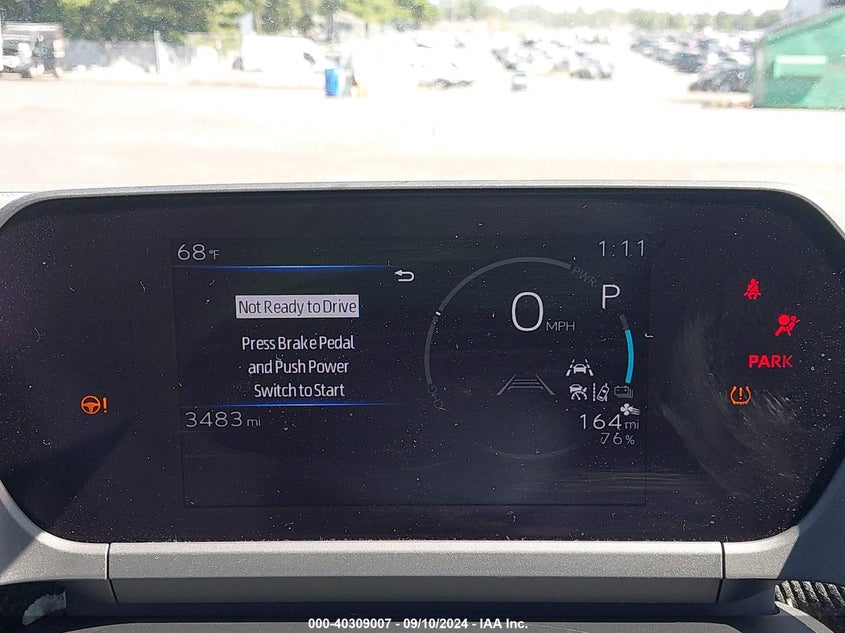 68°F
1:11
PWR
Not Ready to Drive
0 MPH
P
Press Brake Pedal
and Push Power
Switch to Start
PARK
CHG
!
3483 mi
164 mi
76%
000-40309007 - 09/10/2024 - IAA Inc.